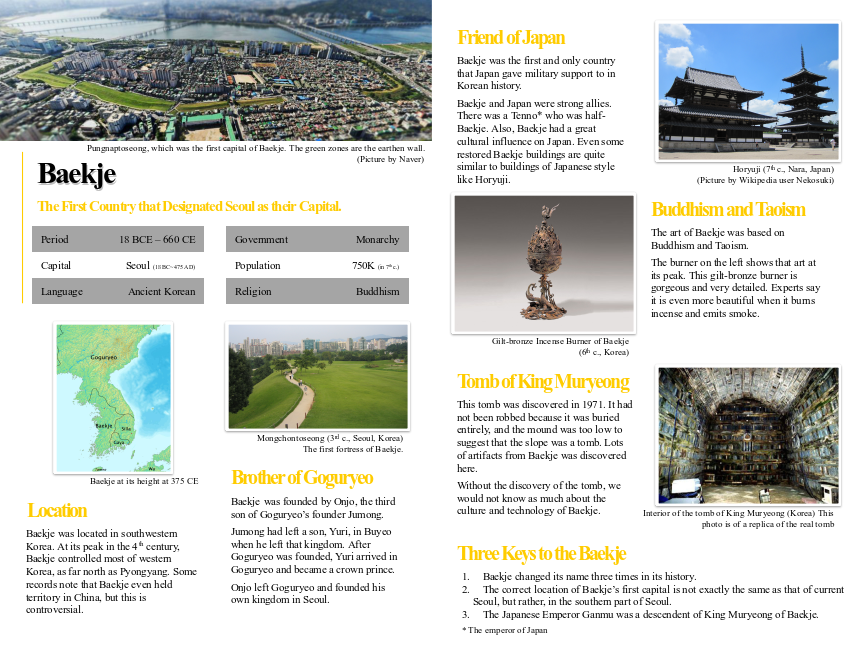 Pungnaptoseong, which was the first capital of Baekje. The green zones are the earthen wall.
(Picture by Naver)
Baekje
The First Country that Designated Seoul as their Capital.
Period 18 BCE – 660 CE
Capital Seoul (18 BC~475 AD)
Language Ancient Korean
Government Monarchy
Population 750K (in 7th c.)
Religion Buddhism
Goguryeo
Baekje
Silla
Gaya
Baekje at its height at 375 CE
Location
Baekje was located in southwestern
Korea. At its peak in the 4th century,
Baekje controlled most of western
Korea, as far north as Pyongyang. Some
records note that Baekje even held
territory in China, but this is
controversial.
Mongchontoseong (3rd c., Seoul, Korea)
The first fortress of Baekje.
Brother of Goguryeo
Baekje was founded by Onjo, the third
son of Goguryeo's founder Jumong.
Jumong had left a son, Yuri, in Buyeo
when he left that kingdom. After
Goguryeo was founded, Yuri arrived in
Goguryeo and became a crown prince.
Onjo left Goguryeo and founded his
own kingdom in Seoul.
Friend of Japan
Baekje was the first and only country
that Japan gave military support to in
Korean history.
Baekje and Japan were strong allies.
There was a Tenno* who was half-
Baekje. Also, Baekje had a great
cultural influence on Japan. Even some
restored Baekje buildings are quite
similar to buildings of Japanese style
like Horyuji.
Horyuji (7th c., Nara, Japan)
(Picture by Wikipedia user Nekosuki)
Gilt-bronze Incense Burner of Baekje
(6th c., Korea)
Buddhism and Taoism
The art of Baekje was based on
Buddhism and Taoism.
The burner on the left shows that art at
its peak. This gilt-bronze burner is
gorgeous and very detailed. Experts say
it is even more beautiful when it burns
incense and emits smoke.
Tomb of King Muryeong
This tomb was discovered in 1971. It had
not been robbed because it was buried
entirely, and the mound was too low to
suggest that the slope was a tomb. Lots
of artifacts from Baekje was discovered
here.
Without the discovery of the tomb, we
would not know as much about the
culture and technology of Baekje.
Interior of the tomb of King Muryeong (Korea) This
photo is of a replica of the real tomb
Three Keys to the Baekje
1. Baekje changed its name three times in its history.
2. The correct location of Baekje's first capital is not exactly the same as that of current
Seoul, but rather, in the southern part of Seoul.
3. The Japanese Emperor Ganmu was a descendent of King Muryeong of Baekje.
* The emperor of Japan